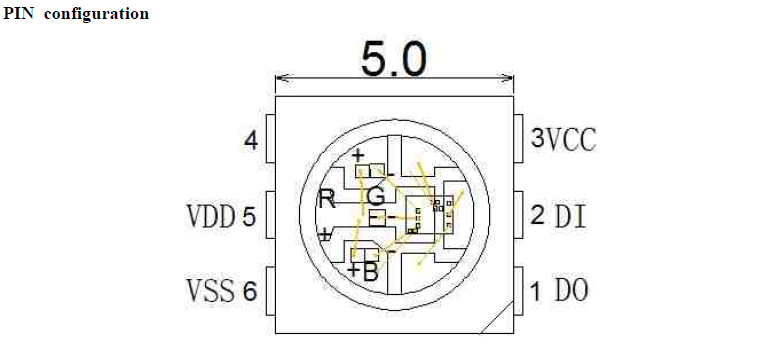 PIN configuration
5.0
4
3VCC
+
-
R
G
VDD 5
-
2 DI
+
-
+B
VSS 6
1 DO